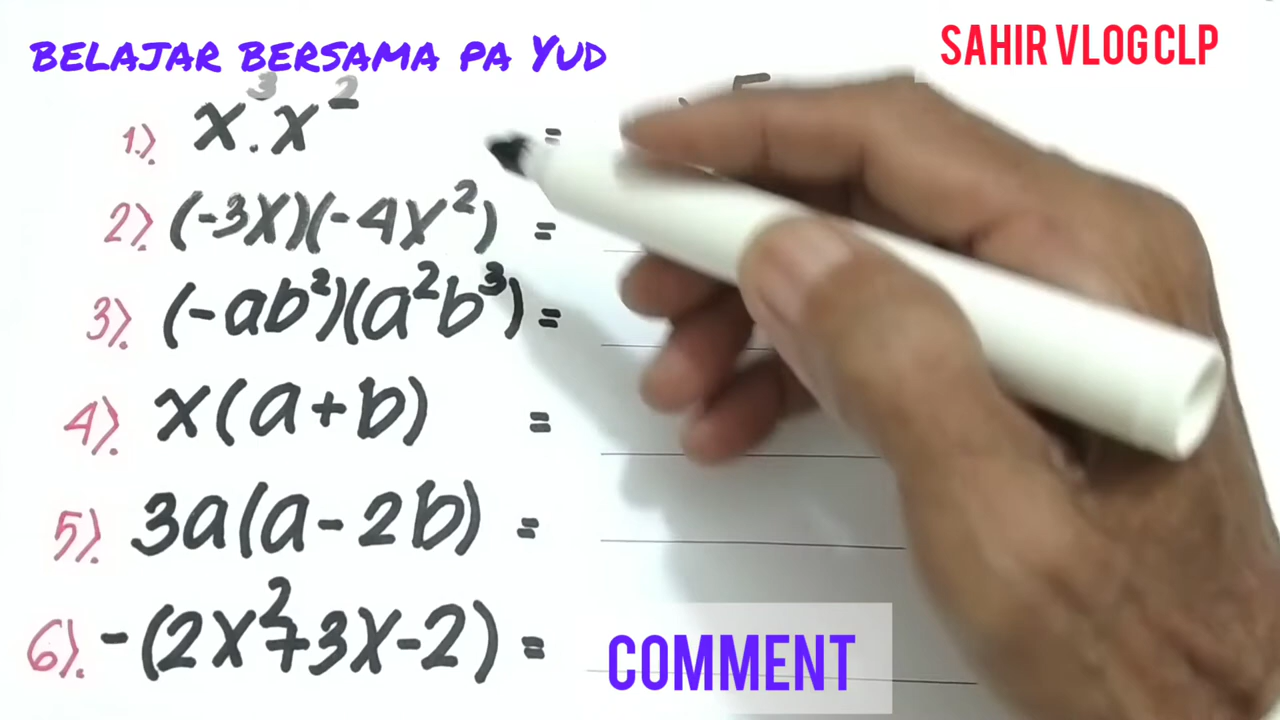 BELAJAR BERSAMA PA YUD
SAHIR VLOG CLP
1). x³.x² =
2). (-3x)(-4x²) =
3). (-ab²)(a²b³) =
4). x(a+b) =
5). 3a(a-2b) =
6). -(2x²+3x-2) =
COMMENT